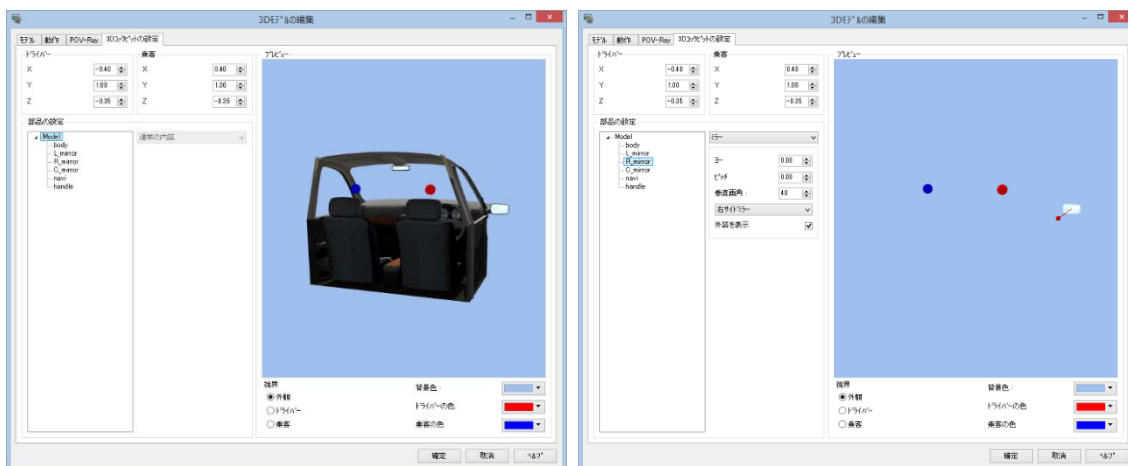 3Dﾓﾃﾞﾙの編集
ﾓﾃﾞﾙ 動作 POV-Ray 3Dｺｯｸﾋﾟｯﾄの設定
ﾄﾞﾗｲﾊﾞｰ 乗客 ﾌﾟﾚﾋﾞｭｰ
X -0.40 X 0.40
Y 1.00 Y 1.00
Z -0.35 Z -0.35
部品の設定
Model 通常の内装
body
L_mirror
R_mirror
C_mirror
navi
handle
視界 背景色 :
外観
ﾄﾞﾗｲﾊﾞｰ ﾄﾞﾗｲﾊﾞｰの色
乗客 乗客の色
確定 取消 ﾍﾙﾌﾟ
3Dﾓﾃﾞﾙの編集
ﾓﾃﾞﾙ 動作 POV-Ray 3Dｺｯｸﾋﾟｯﾄの設定
ﾄﾞﾗｲﾊﾞｰ 乗客 ﾌﾟﾚﾋﾞｭｰ
X -0.40 X 0.40
Y 1.00 Y 1.00
Z -0.35 Z -0.35
部品の設定
Model ﾐﾗｰ
body
L_mirror
R_mirror
C_mirror
navi
handle
ﾖｰ 0.00
ﾋﾟｯﾁ 0.00
垂直画角 : 40
右ｻｲﾄﾞﾐﾗｰ
外装を表示
視界 背景色 :
外観
ﾄﾞﾗｲﾊﾞｰ ﾄﾞﾗｲﾊﾞｰの色
乗客 乗客の色
確定 取消 ﾍﾙﾌﾟ